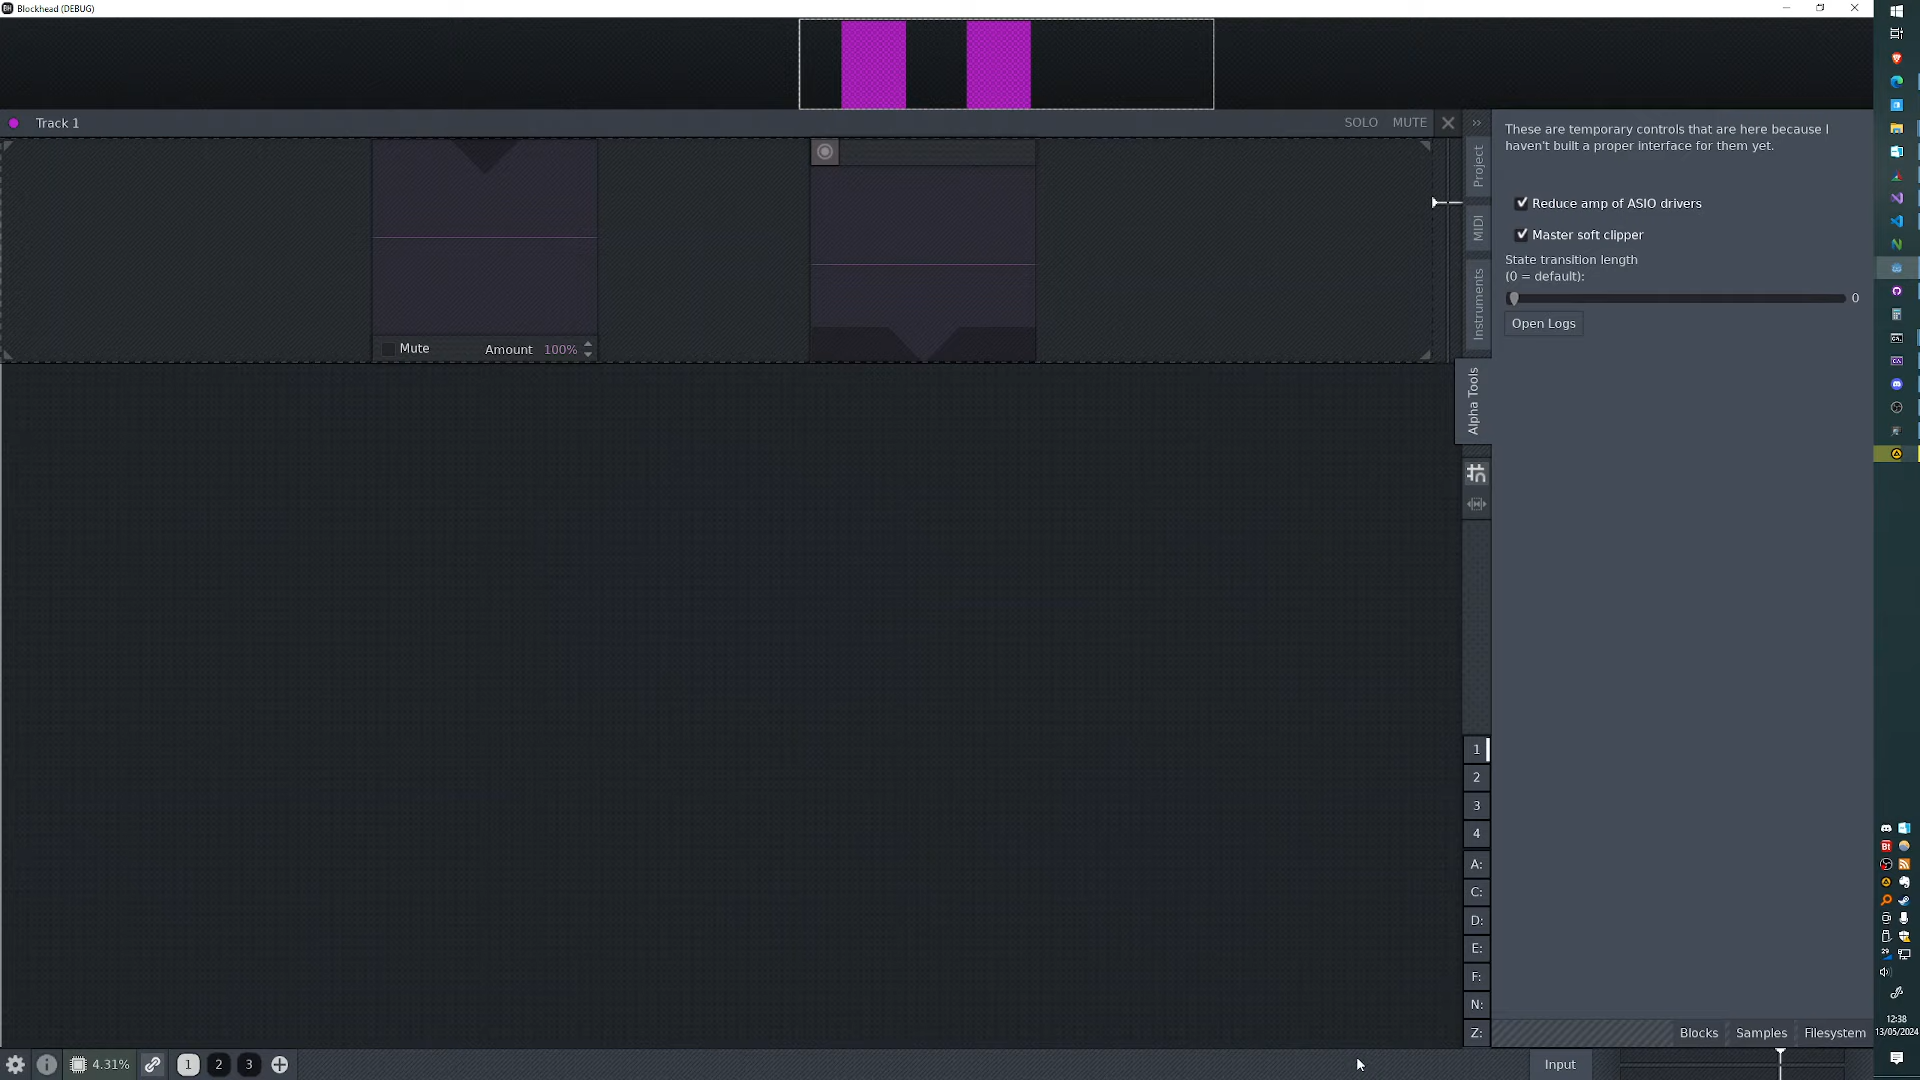 Blockhead (DEBUG)
Track 1
SOLO MUTE
Mute
Amount 100%
Project
MIDI
Instruments
Alpha Tools
These are temporary controls that are here because I
haven't built a proper interface for them yet.
Reduce amp of ASIO drivers
Master soft clipper
State transition length
(0 = default):
0
Open Logs
1
2
3
4
A:
C:
D:
E:
F:
N:
Z:
Blocks Samples Filesystem
4.31%
1 2 3
Input
Bt
29
12:38
13/05/2024